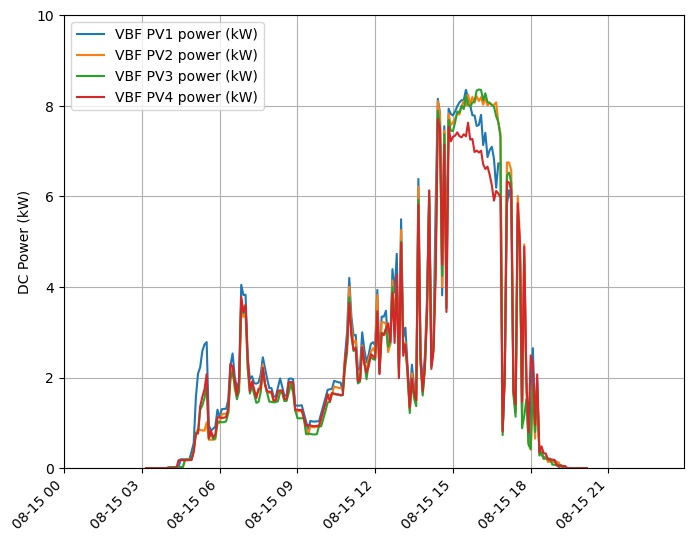 VBF PV1 power (kW)
VBF PV2 power (kW)
VBF PV3 power (kW)
VBF PV4 power (kW)
DC Power (kW)
10
8
6
4
2
0
08-15 00
08-15 03
08-15 06
08-15 09
08-15 12
08-15 15
08-15 18
08-15 21